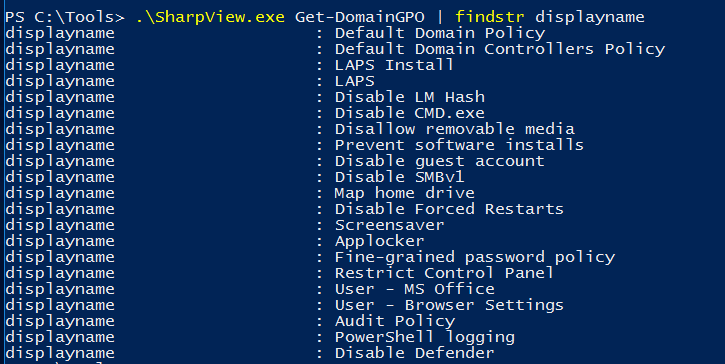 PS C:\Tools> .\SharpView.exe Get-DomainGPO | findstr displayname
displayname : Default Domain Policy
displayname : Default Domain Controllers Policy
displayname : LAPS Install
displayname : LAPS
displayname : Disable LM Hash
displayname : Disable CMD.exe
displayname : Disallow removable media
displayname : Prevent software installs
displayname : Disable guest account
displayname : Disable SMBv1
displayname : Map home drive
displayname : Disable Forced Restarts
displayname : Screensaver
displayname : Applocker
displayname : Fine-grained password policy
displayname : Restrict Control Panel
displayname : User - MS Office
displayname : User - Browser Settings
displayname : Audit Policy
displayname : PowerShell logging
displayname : Disable Defender